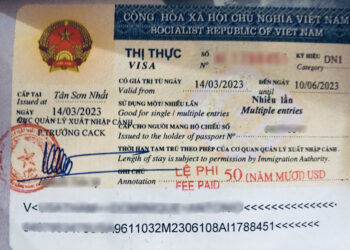 CỘNG HÒA XÃ HỘI CHỦ NGHĨA VIỆT NAM
SOCIALIST REPUBLIC OF VIET NAM
THỊ THỰC
VISA
SỐ
KÝ HIỆU DN1
Category
CÓ GIÁ TRỊ TỪ NGÀY 14/03/2023 ĐẾN NGÀY 10/06/2023
Valid from until
CẤP TẠI Tân Sơn Nhất
Issued at
SỬ DỤNG MỘT/ NHIỀU LẦN Nhiều lần
Good for single / multiple entries Multiple entries
NGÀY 14/03/2023
CẤP CHO NGƯỜI MANG HỘ CHIẾU SỐ
Issued to the holder of passport N°
CỤC QUẢN LÝ XUẤT NHẬP CẢNH
P.TRƯỞNG CACK
THỜI HẠN TẠM TRÚ THEO PHÉP CỦA CƠ QUAN QUẢN LÝ XUẤT NHẬP CẢNH
Length of stay is subject to permission by Immigration Authority.
GHI CHÚ
Annotation
LỆ PHÍ 50 (NĂM MƯƠI) USD
FEE PAID
V<
9611032M2306108AI1788451<<<<<<<<